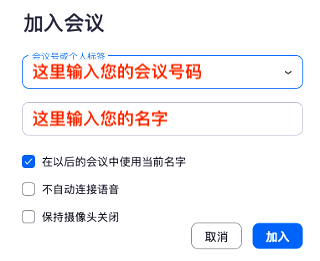 加入会议
会议号或个人标签
这里输入您的会议号码
这里输入您的名字
在以后的会议中使用当前名字
不自动连接语音
保持摄像头关闭
取消 加入